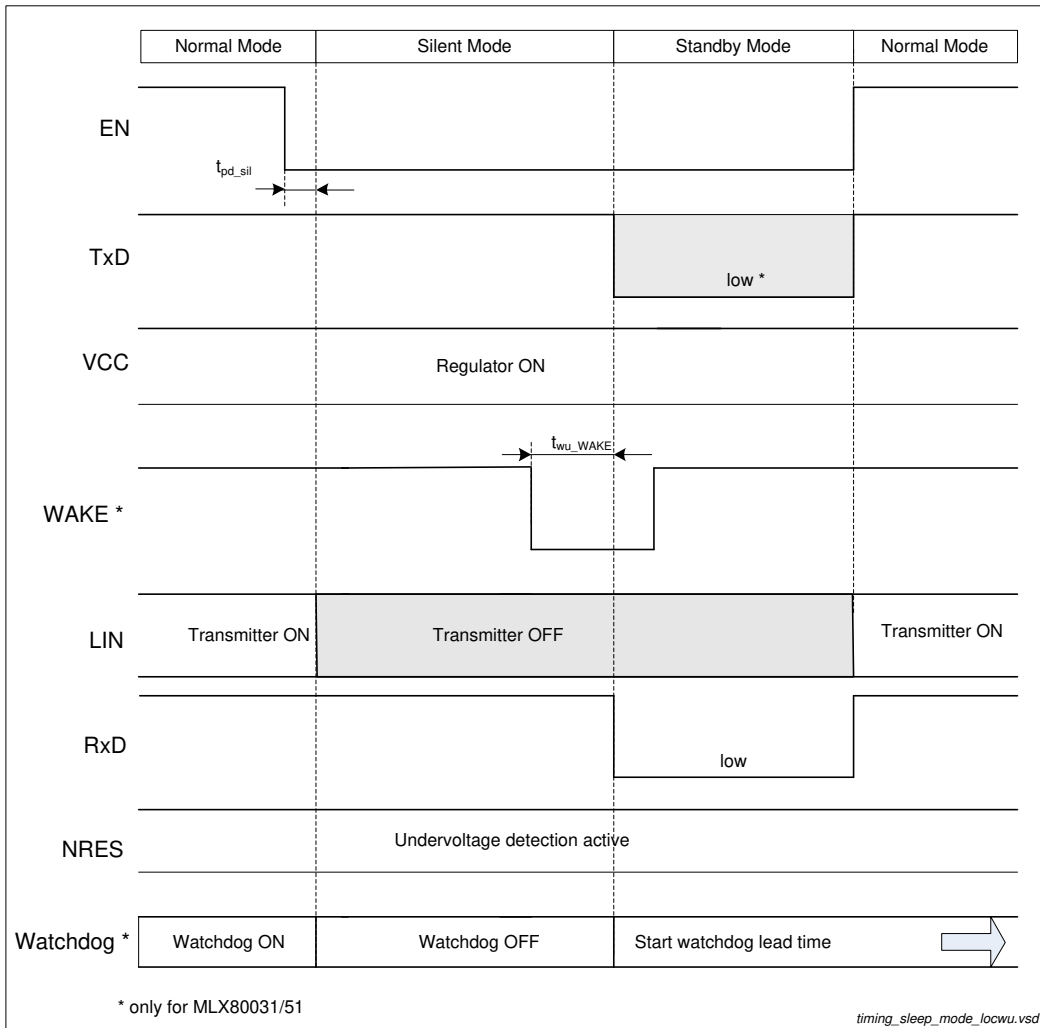 Normal Mode Silent Mode Standby Mode Normal Mode
EN
tpd_sil
TxD
low *
VCC
Regulator ON
twu_WAKE
WAKE *
LIN
Transmitter ON Transmitter OFF Transmitter ON
RxD
low
NRES
Undervoltage detection active
Watchdog * Watchdog ON Watchdog OFF Start watchdog lead time
* only for MLX80031/51
timing_sleep_mode_locwu.vsd